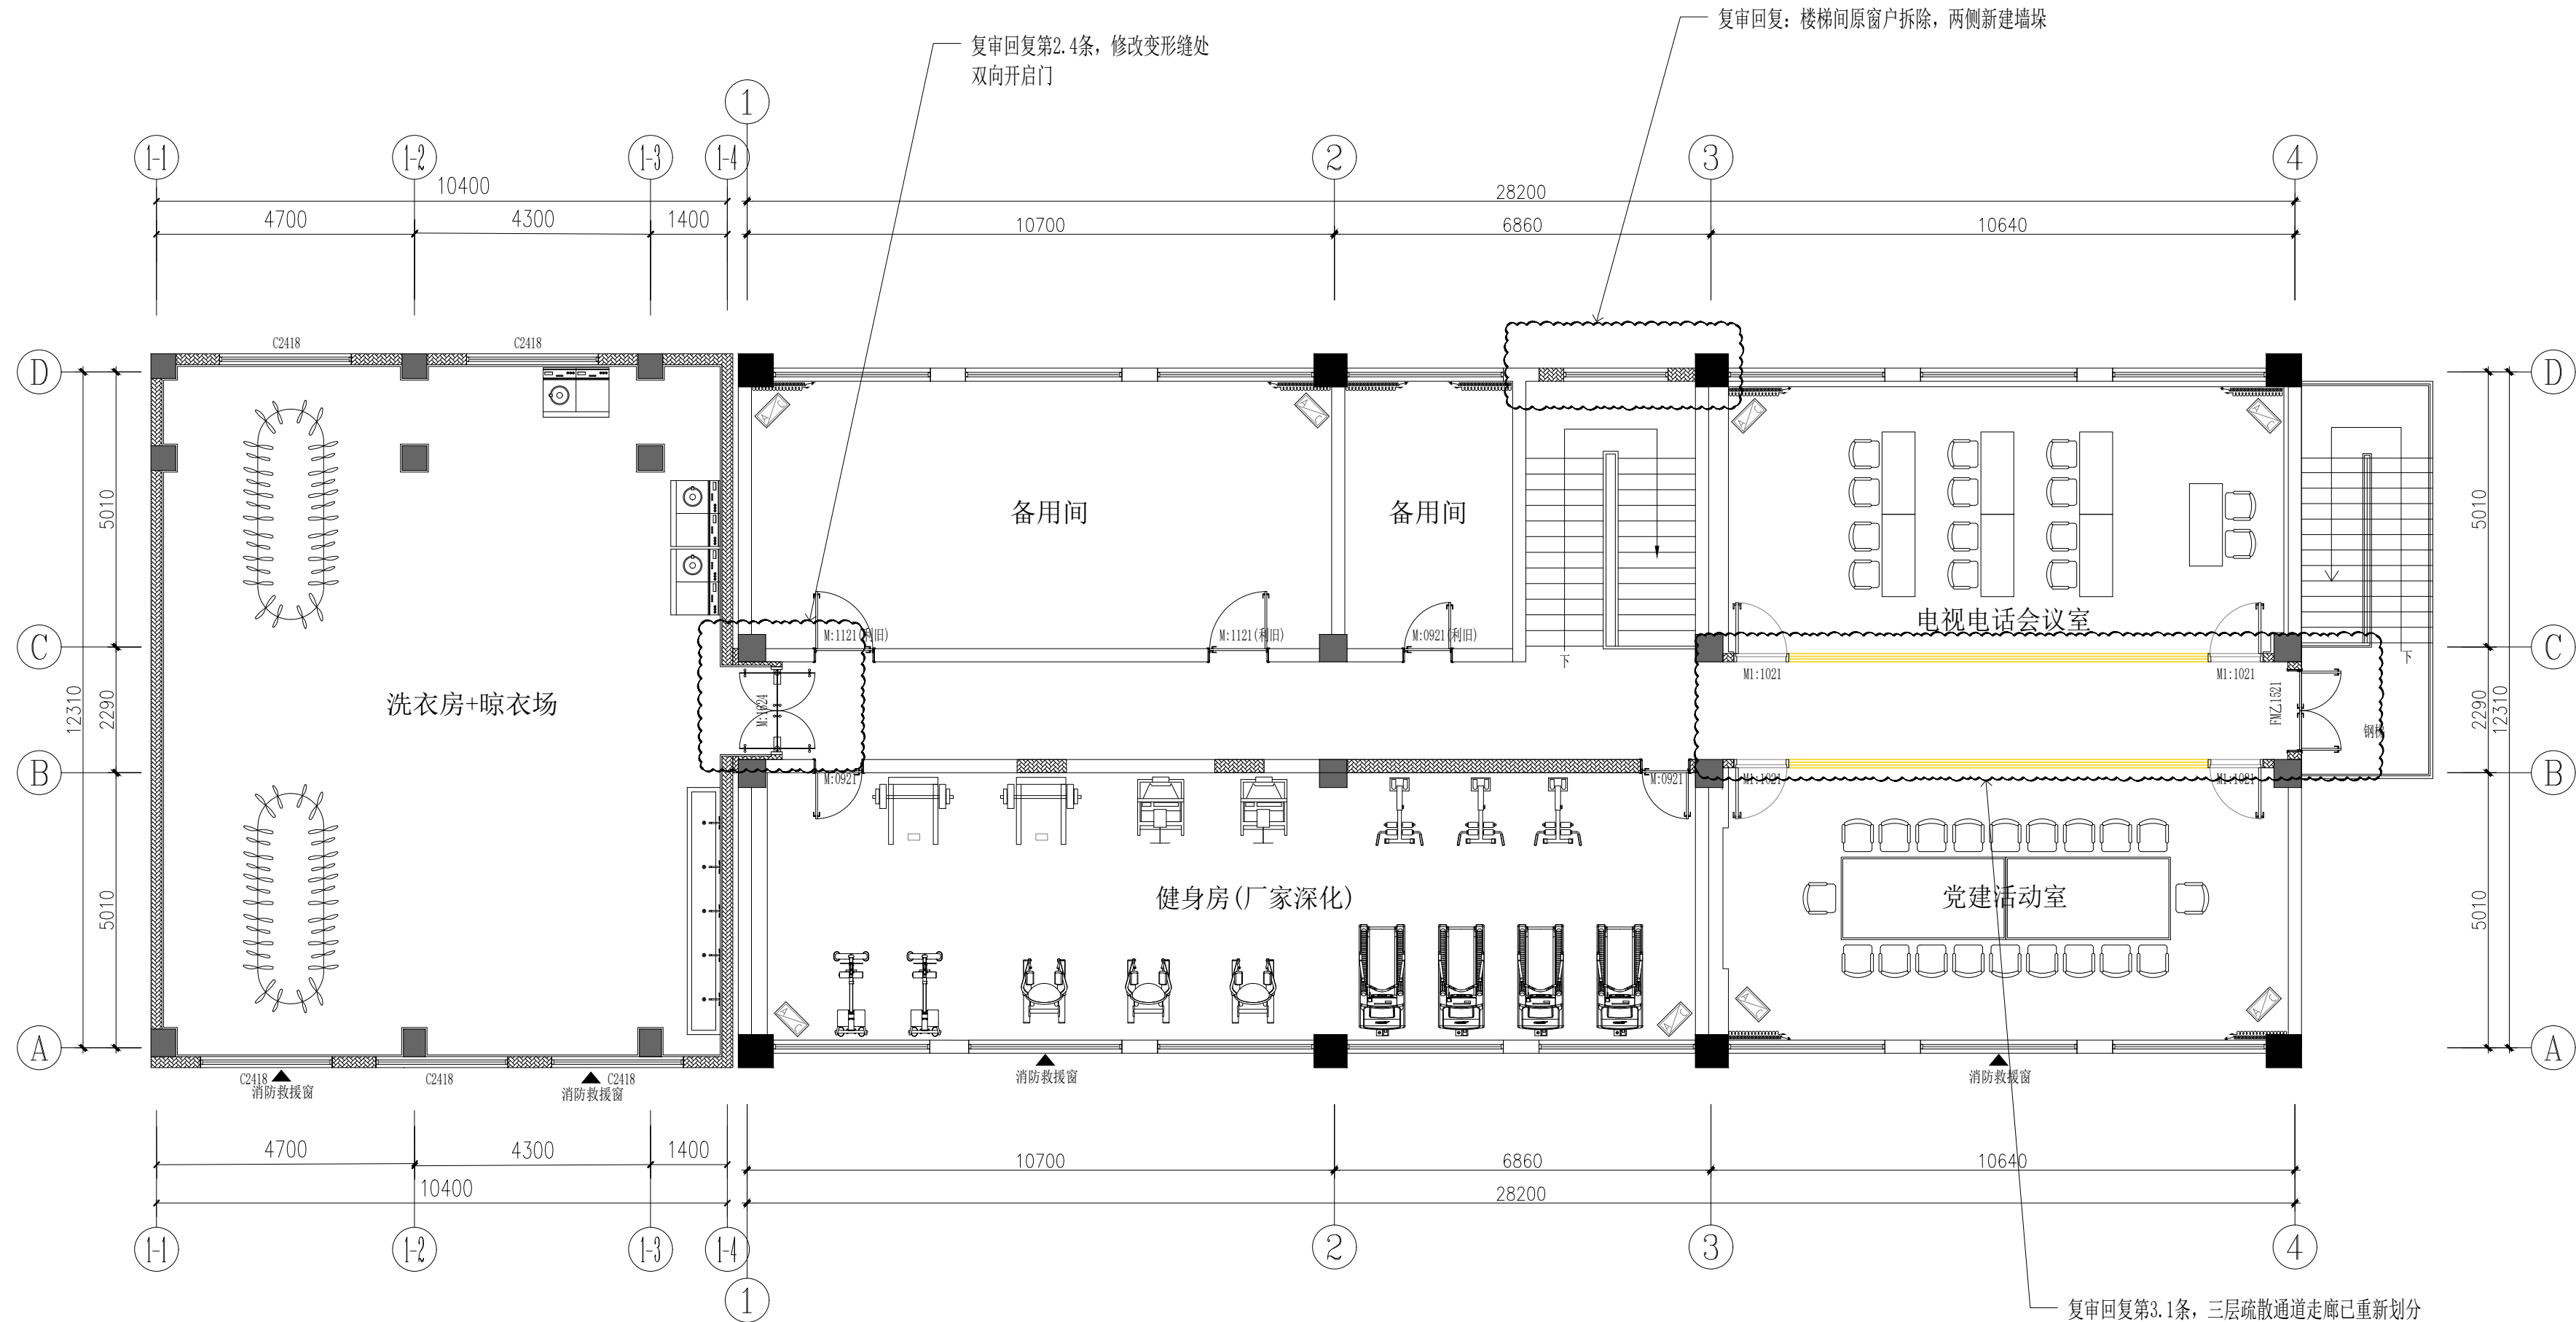 复审回复:楼梯间原窗户拆除,两侧新建墙垛
复审回复第2.4条,修改变形缝处
双向开启门
1
1-1
1-2
1-3
1-4
2
3
4
10400
28200
4700
4300
1400
10700
6860
10640
C2418
C2418
D
D
A/C
A/C
A/C
A/C
5010
备用间
备用间
5010
电视电话会议室
M:1121(利旧)
M:1121(利旧)
M:0921(利旧)
下
下
C
C
M1:1021
M1:1021
洗衣房+晾衣场
M:1624
FMZ1521
钢梯
12310
2290
2290
12310
B
B
M:0921
M:0921
M1:1021
M1:1021
5010
健身房(厂家深化)
党建活动室
5010
A/C
A/C
A/C
A/C
A
A
C2418
C2418
C2418
消防救援窗
消防救援窗
消防救援窗
消防救援窗
4700
4300
1400
10700
6860
10640
10400
28200
1-1
1-2
1-3
1-4
2
3
4
1
复审回复第3.1条,三层疏散通道走廊已重新划分